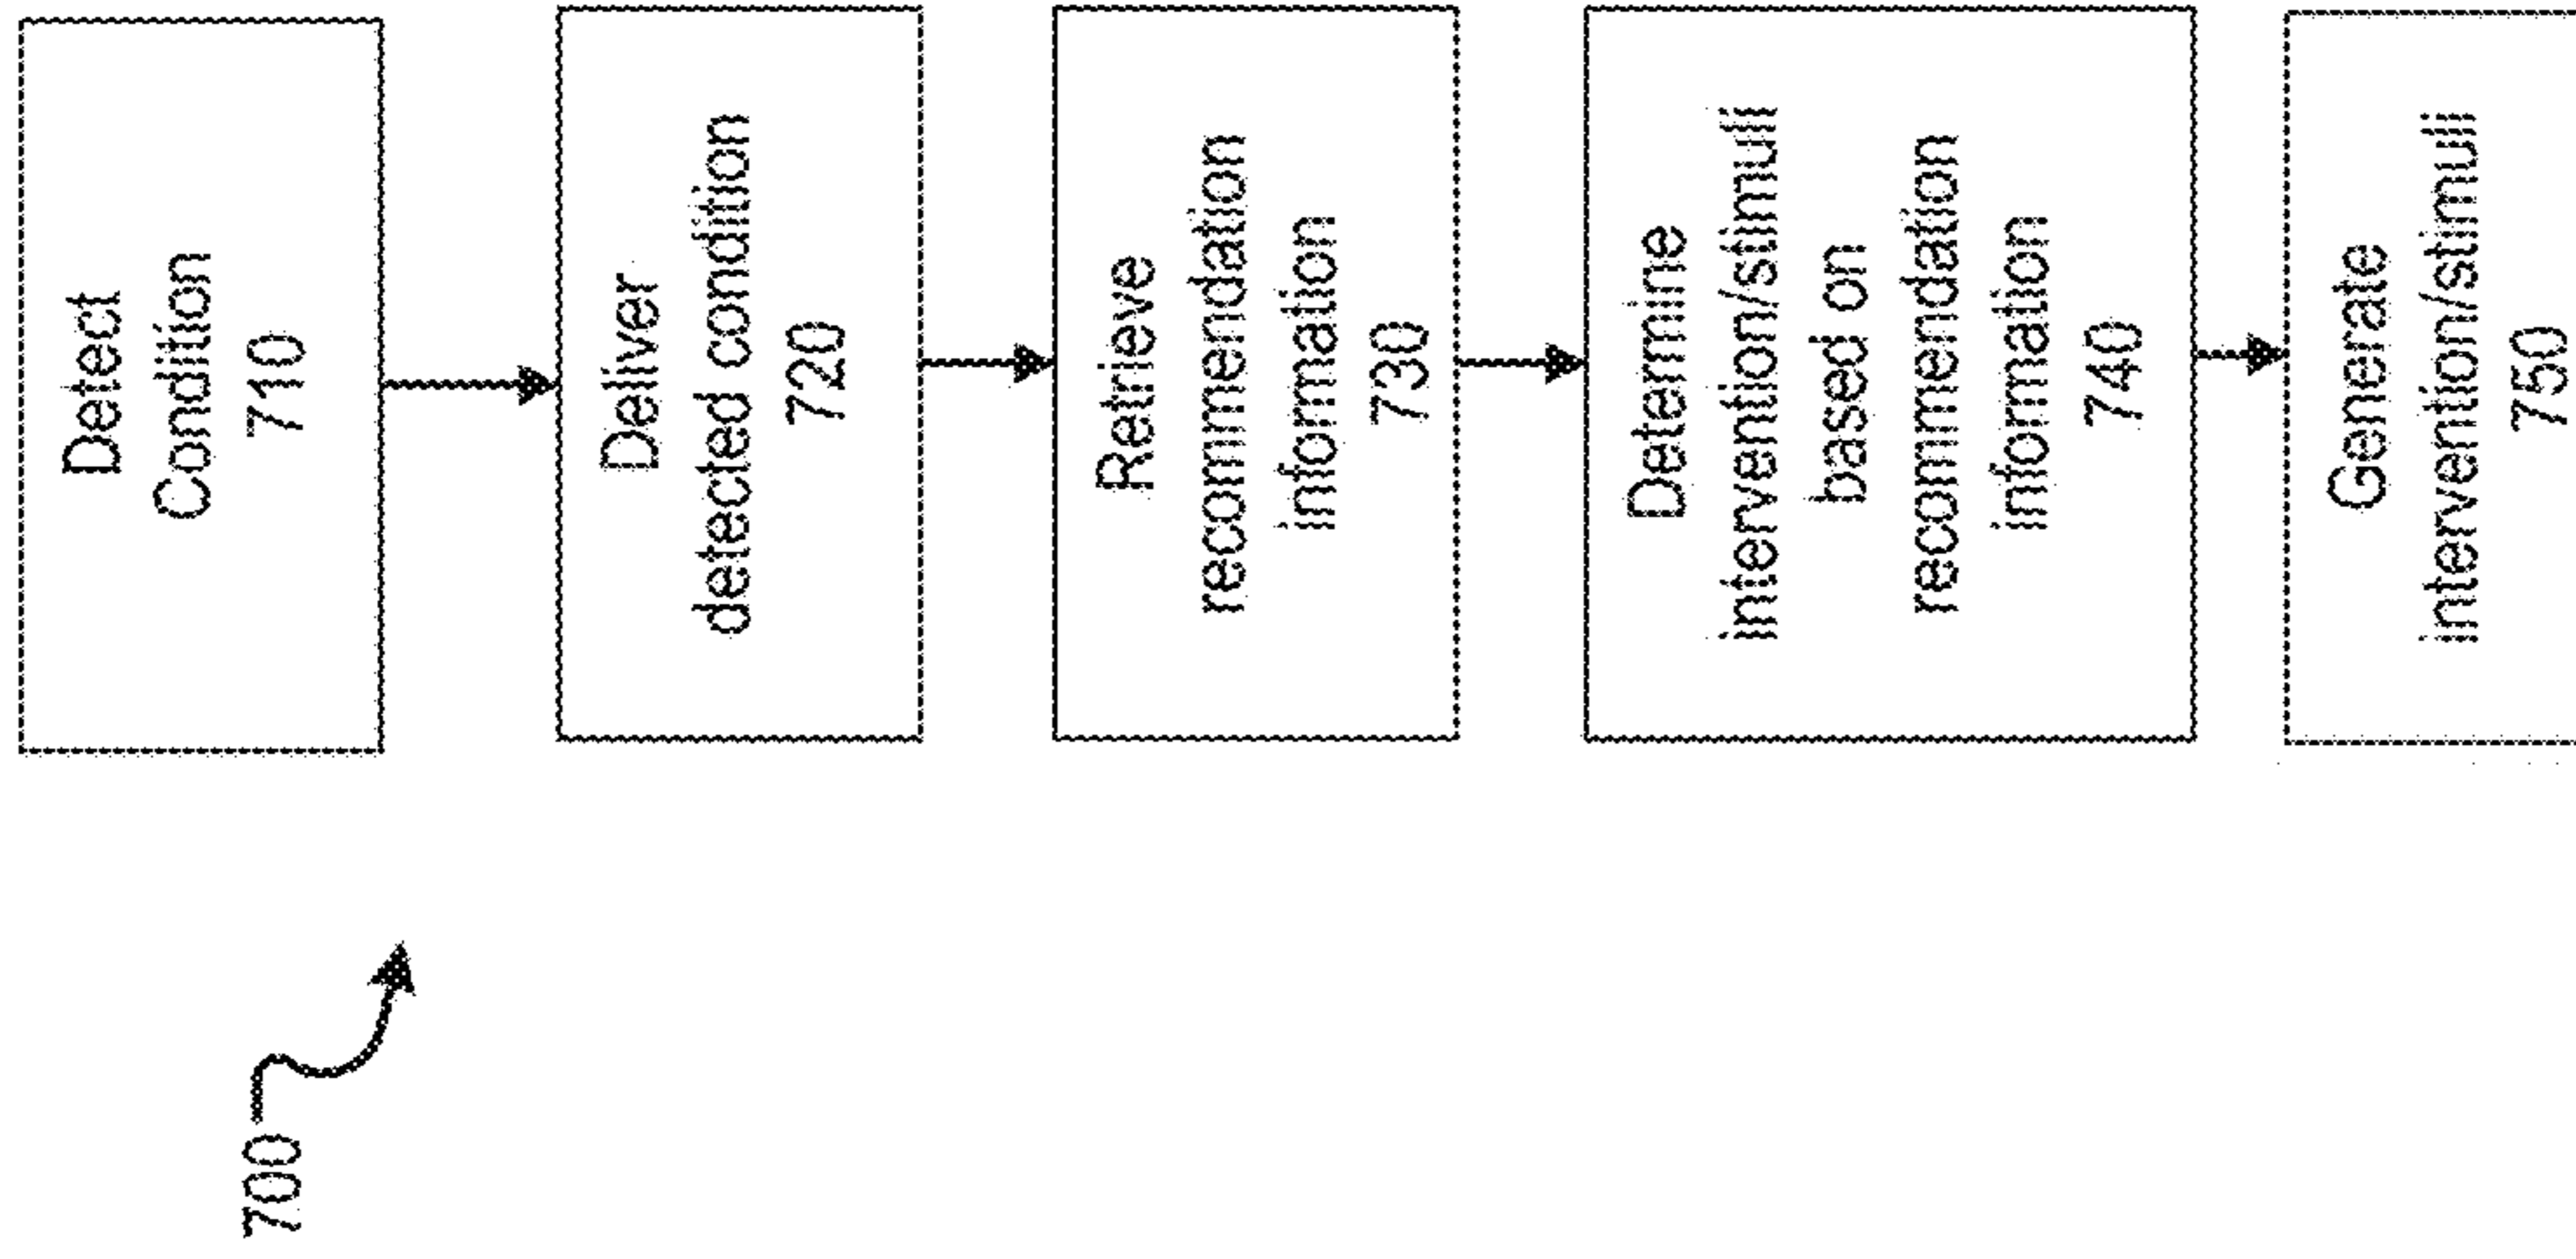 700
Detect
Condition
710
Deliver
detected condition
720
Retrieve
recommendation
information
730
Determine
intervention/stimuli
based on
recommendation
information
740
Generate
intervention/stimuli
750